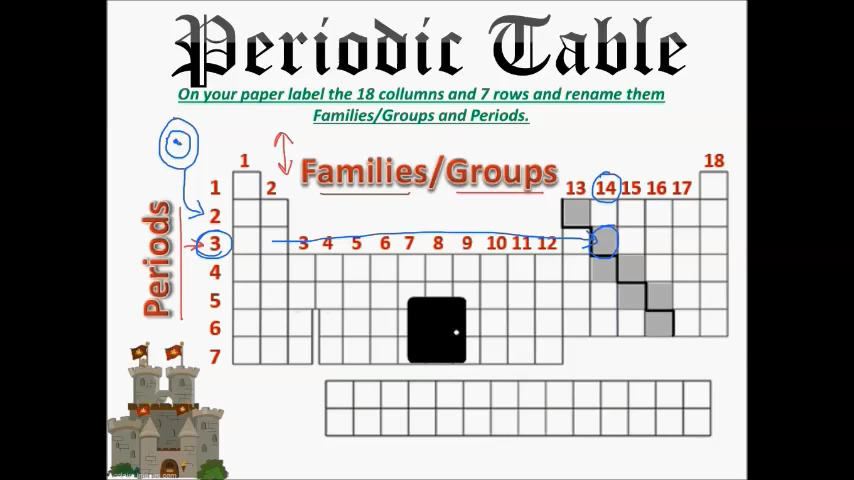 Periodic Table
On your paper label the 18 collumns and 7 rows and rename them
Families/Groups and Periods.
1 18
Families/Groups
1 2 13 14 15 16 17
2
3 3 4 5 6 7 8 9 10 11 12
4
5
6
7
Periods